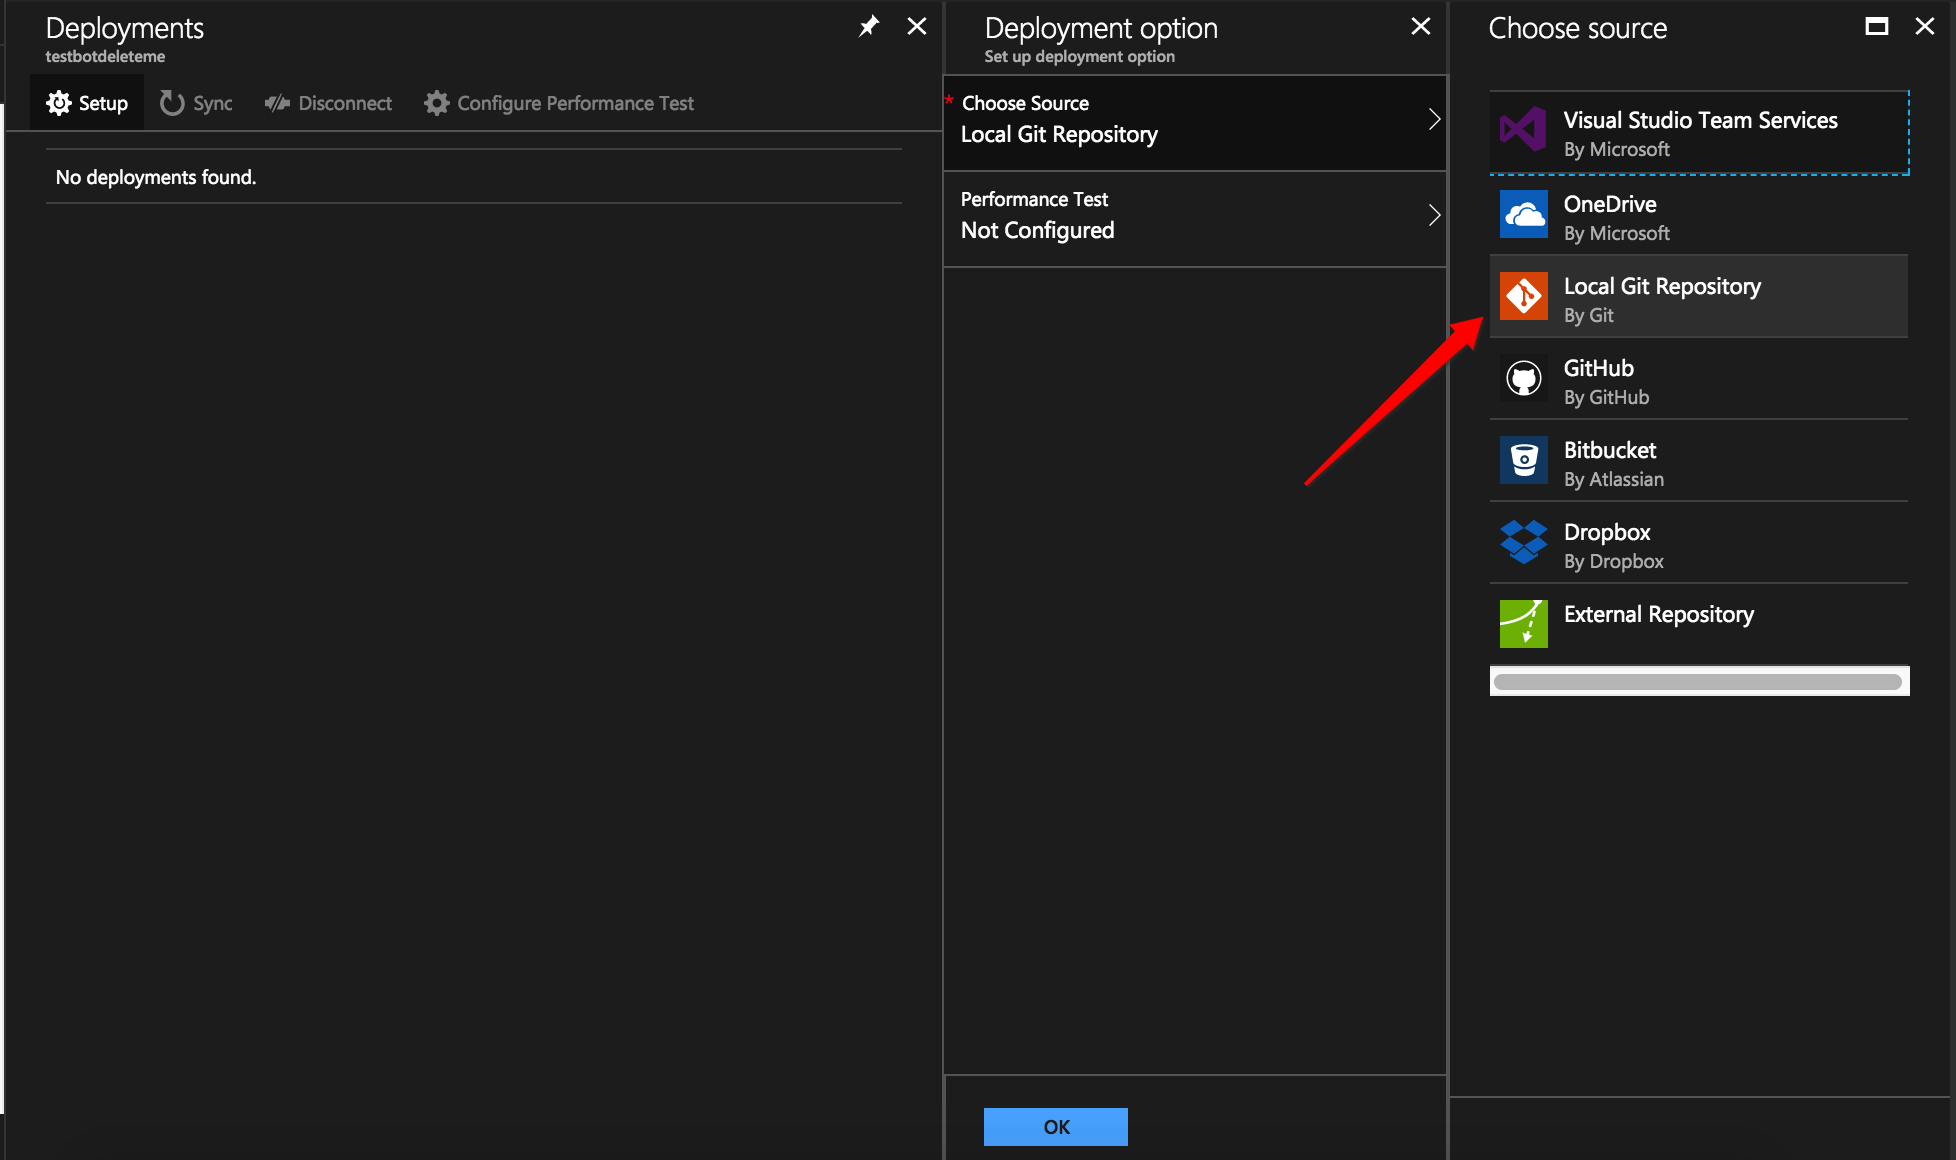 Deployments
testbotdeleteme
Setup
Sync
Disconnect
Configure Performance Test
No deployments found.
Deployment option
Set up deployment option
* Choose Source
Local Git Repository
Performance Test
Not Configured
OK
Choose source
Visual Studio Team Services
By Microsoft
OneDrive
By Microsoft
Local Git Repository
By Git
GitHub
By GitHub
Bitbucket
By Atlassian
Dropbox
By Dropbox
External Repository